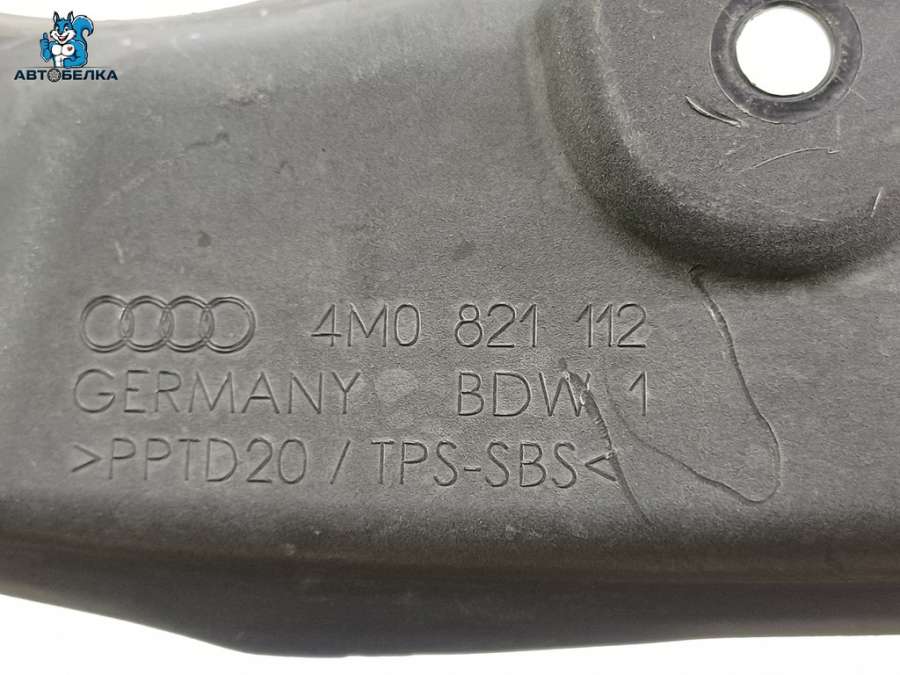 АВТОБЕЛКА
4M0 821 112
GERMANY BDW 1
>PPTD20 / TPS-SBS<